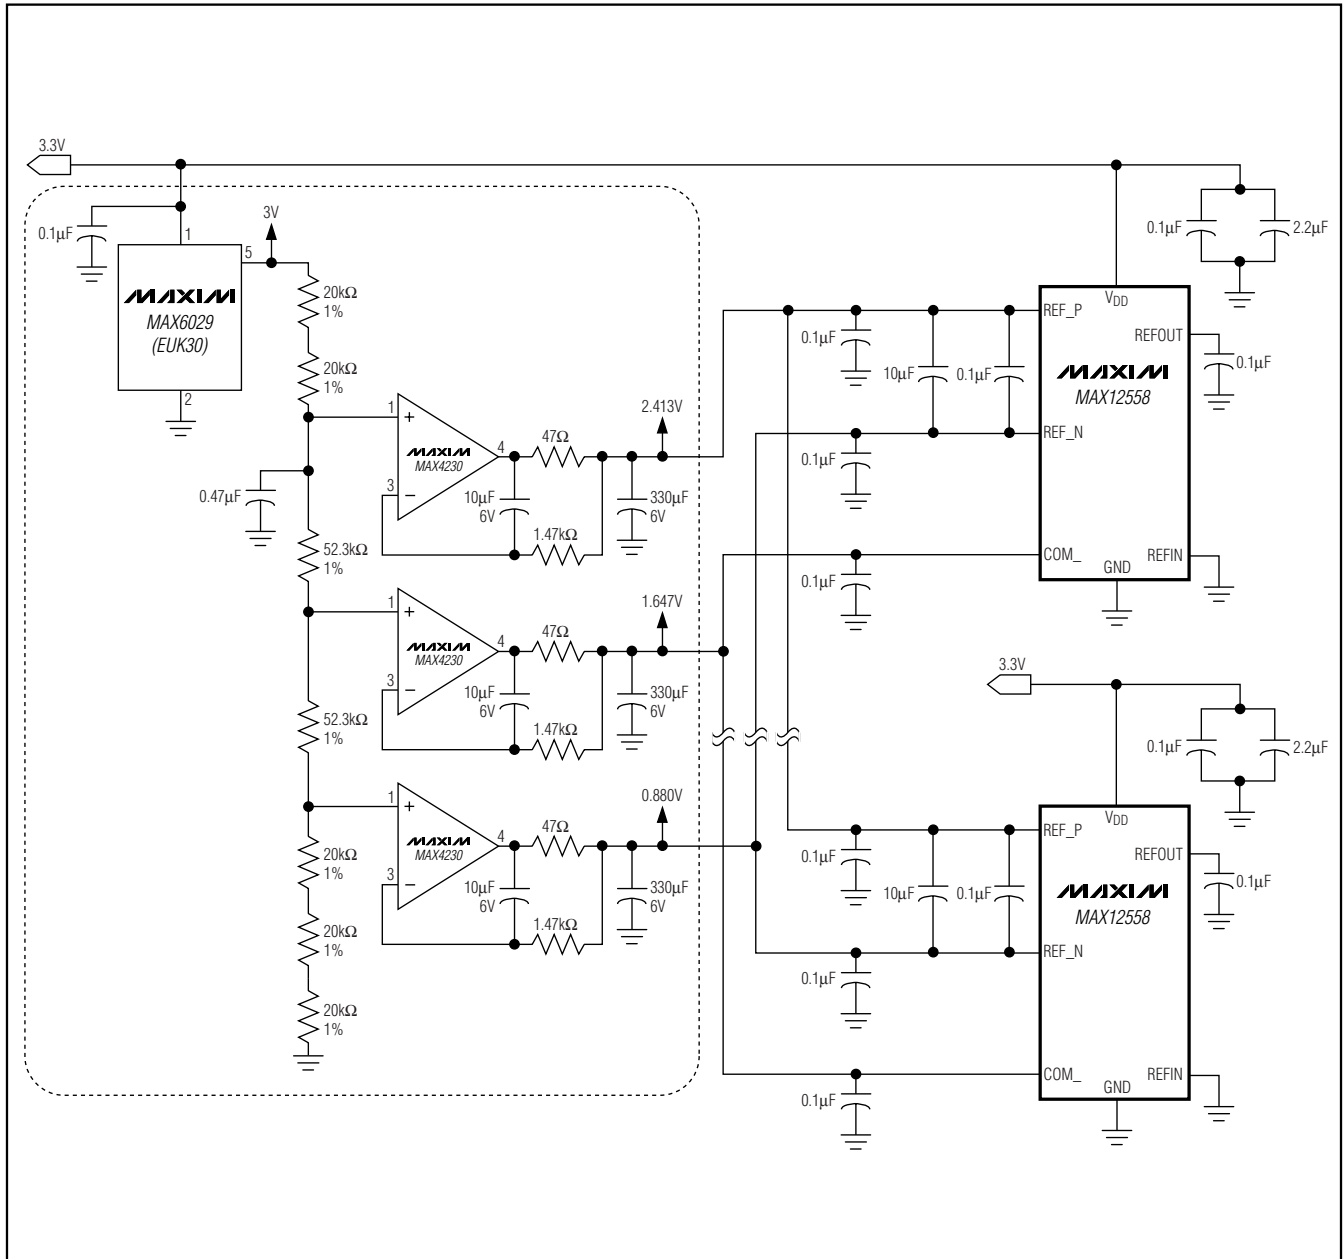 3.3V
0.1µF
1
3V
5
MAXIM
MAX6029
(EUK30)
2
20kΩ
1%
20kΩ
1%
0.47µF
52.3kΩ
1%
52.3kΩ
1%
20kΩ
1%
20kΩ
1%
20kΩ
1%
1
+
MAXIM
MAX4230
3
−
4
47Ω
10µF
6V
1.47kΩ
2.413V
330µF
6V
1
+
MAXIM
MAX4230
3
−
4
47Ω
10µF
6V
1.47kΩ
1.647V
330µF
6V
1
+
MAXIM
MAX4230
3
−
4
47Ω
10µF
6V
1.47kΩ
0.880V
330µF
6V
0.1µF
10µF
0.1µF
0.1µF
0.1µF
VDD
REF_P
REFOUT
MAXIM
MAX12558
REF_N
COM_
REFIN
GND
0.1µF
2.2µF
0.1µF
3.3V
0.1µF
2.2µF
0.1µF
10µF
0.1µF
0.1µF
0.1µF
VDD
REF_P
REFOUT
MAXIM
MAX12558
REF_N
COM_
REFIN
GND
0.1µF